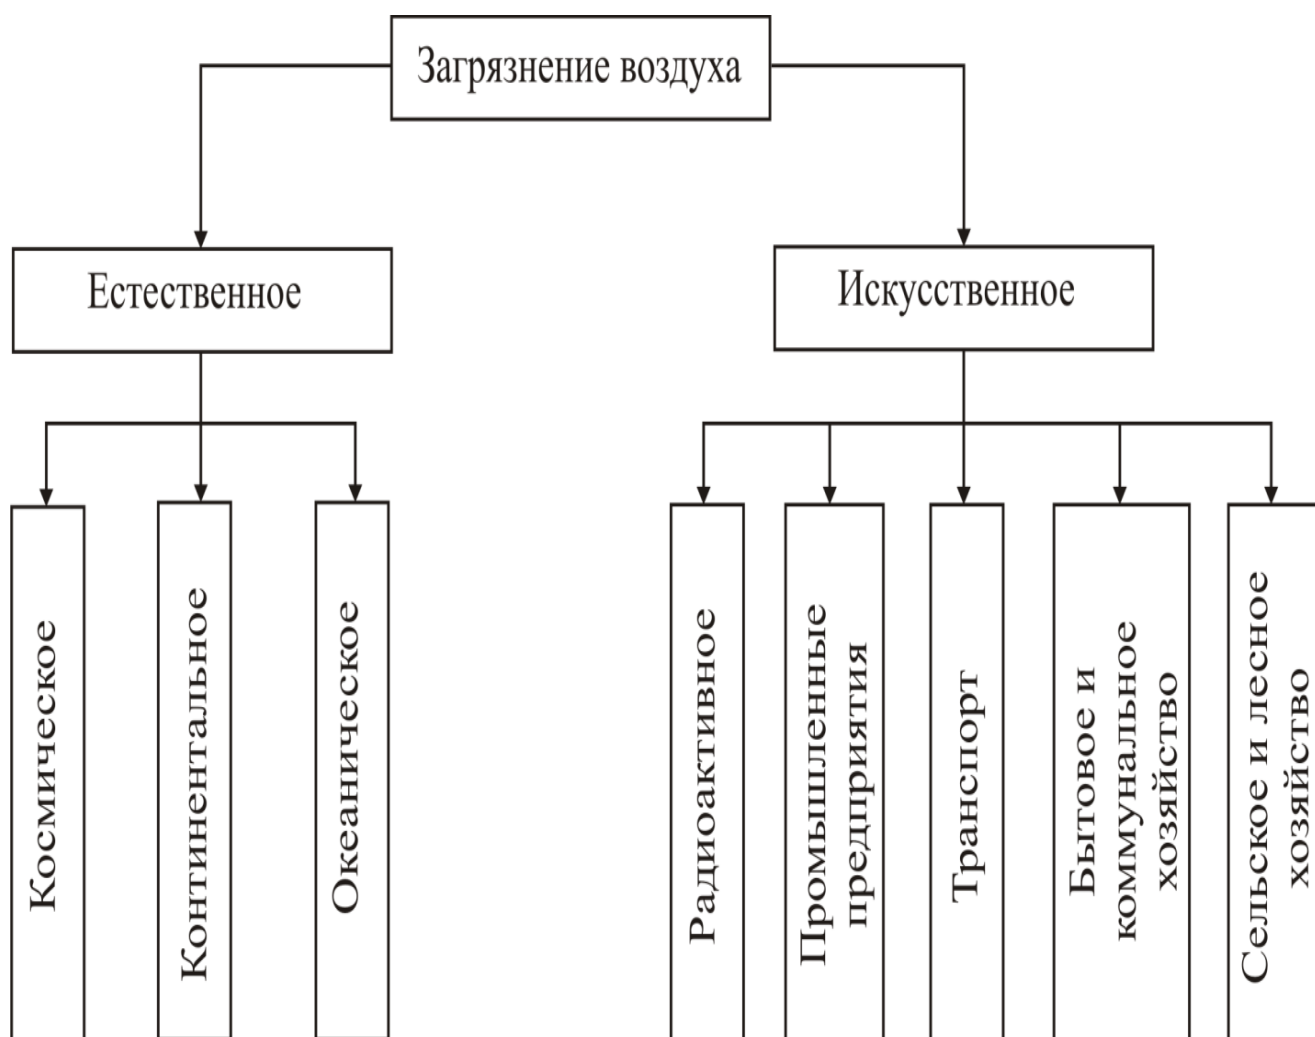 Загрязнение воздуха
Естественное
Искусственное
Космическое
Континентальное
Океаническое
Радиоактивное
Промышленные
предприятия
Транспорт
Бытовое и
коммунальное
хозяйство
Сельское и лесное
хозяйство